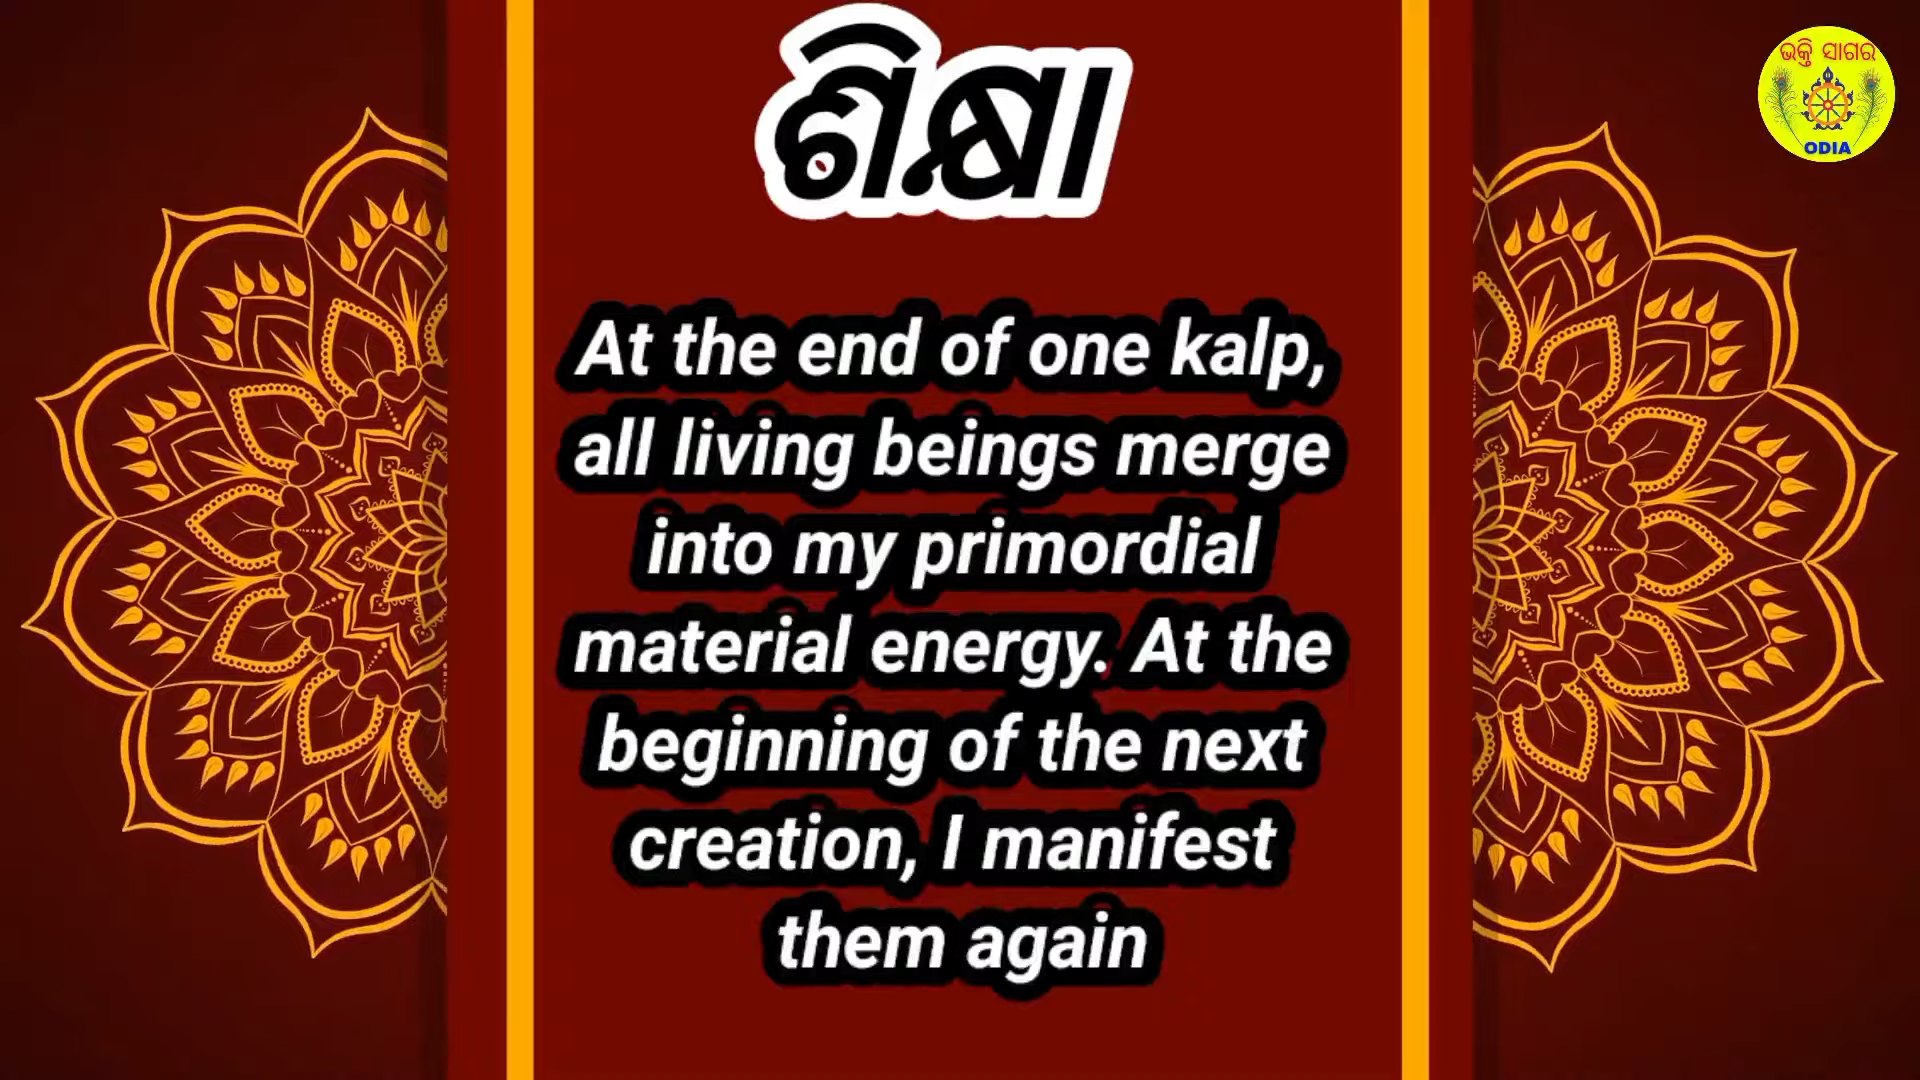 ଶିକ୍ଷା
ଭକ୍ତି ସାଗର
ODIA
At the end of one kalp,
all living beings merge
into my primordial
material energy. At the
beginning of the next
creation, I manifest
them again